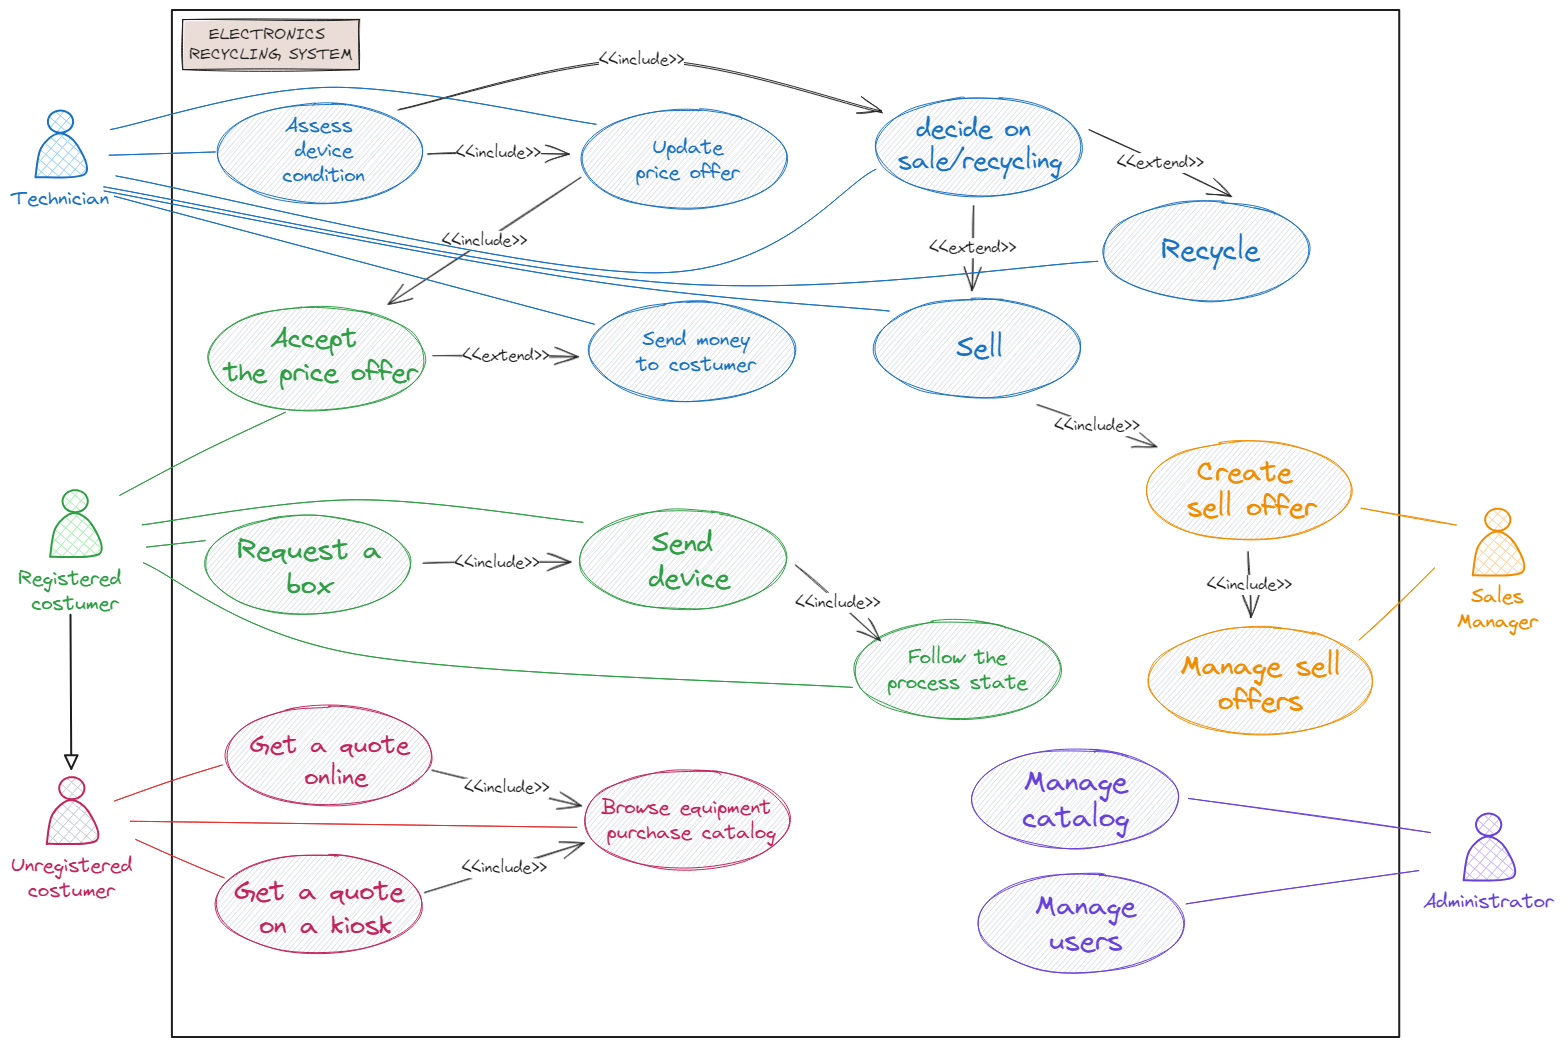 ELECTRONICS
RECYCLING SYSTEM
<<include>>
Assess
device
condition
<<include>>
Update
price offer
decide on
sale/recycling
<<extend>>
Technician
<<include>>
<<extend>>
Recycle
Accept
the price offer
<<extend>>
Send money
to costumer
Sell
<<include>>
Create
sell offer
Request a
box
<<include>>
Send
device
<<include>>
<<include>>
Registered
costumer
Sales
Manager
Follow the
process state
Manage sell
offers
Get a quote
online
<<include>>
Browse equipment
purchase catalog
Manage
catalog
Unregistered
costumer
<<include>>
Get a quote
on a kiosk
Manage
users
Administrator